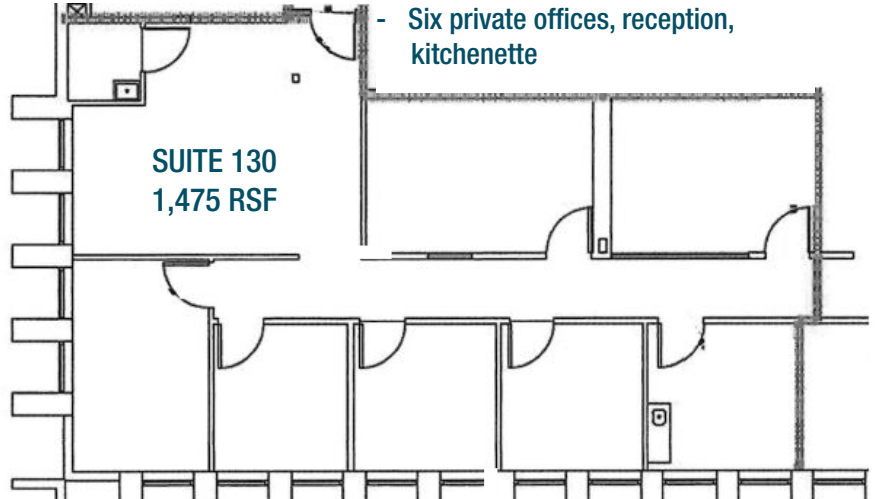 - Six private offices, reception,
kitchenette
SUITE 130
1,475 RSF